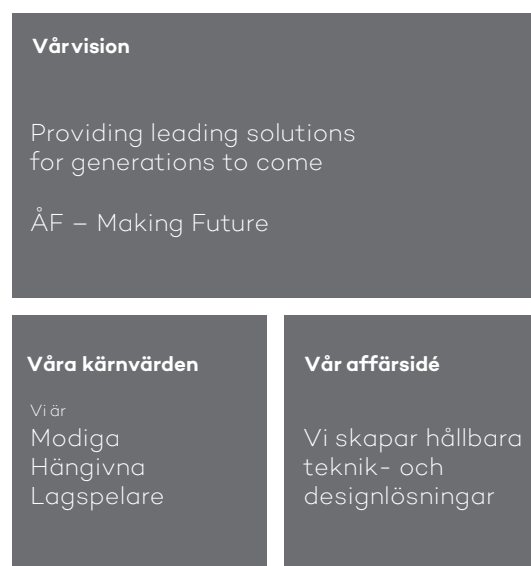 Vår vision
Providing leading solutions
for generations to come
ÅF – Making Future
Våra kärnvärden
Vi är
Modiga
Hängivna
Lagspelare
Vår affärsidé
Vi skapar hållbara
teknik- och
designlösningar